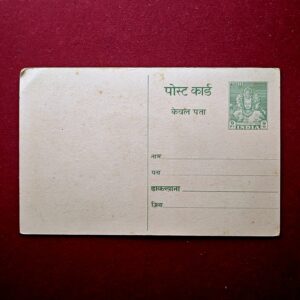 पोस्ट कार्ड
केवल पता
INDIA
नाम
पता
डाकखाना
ज़िला